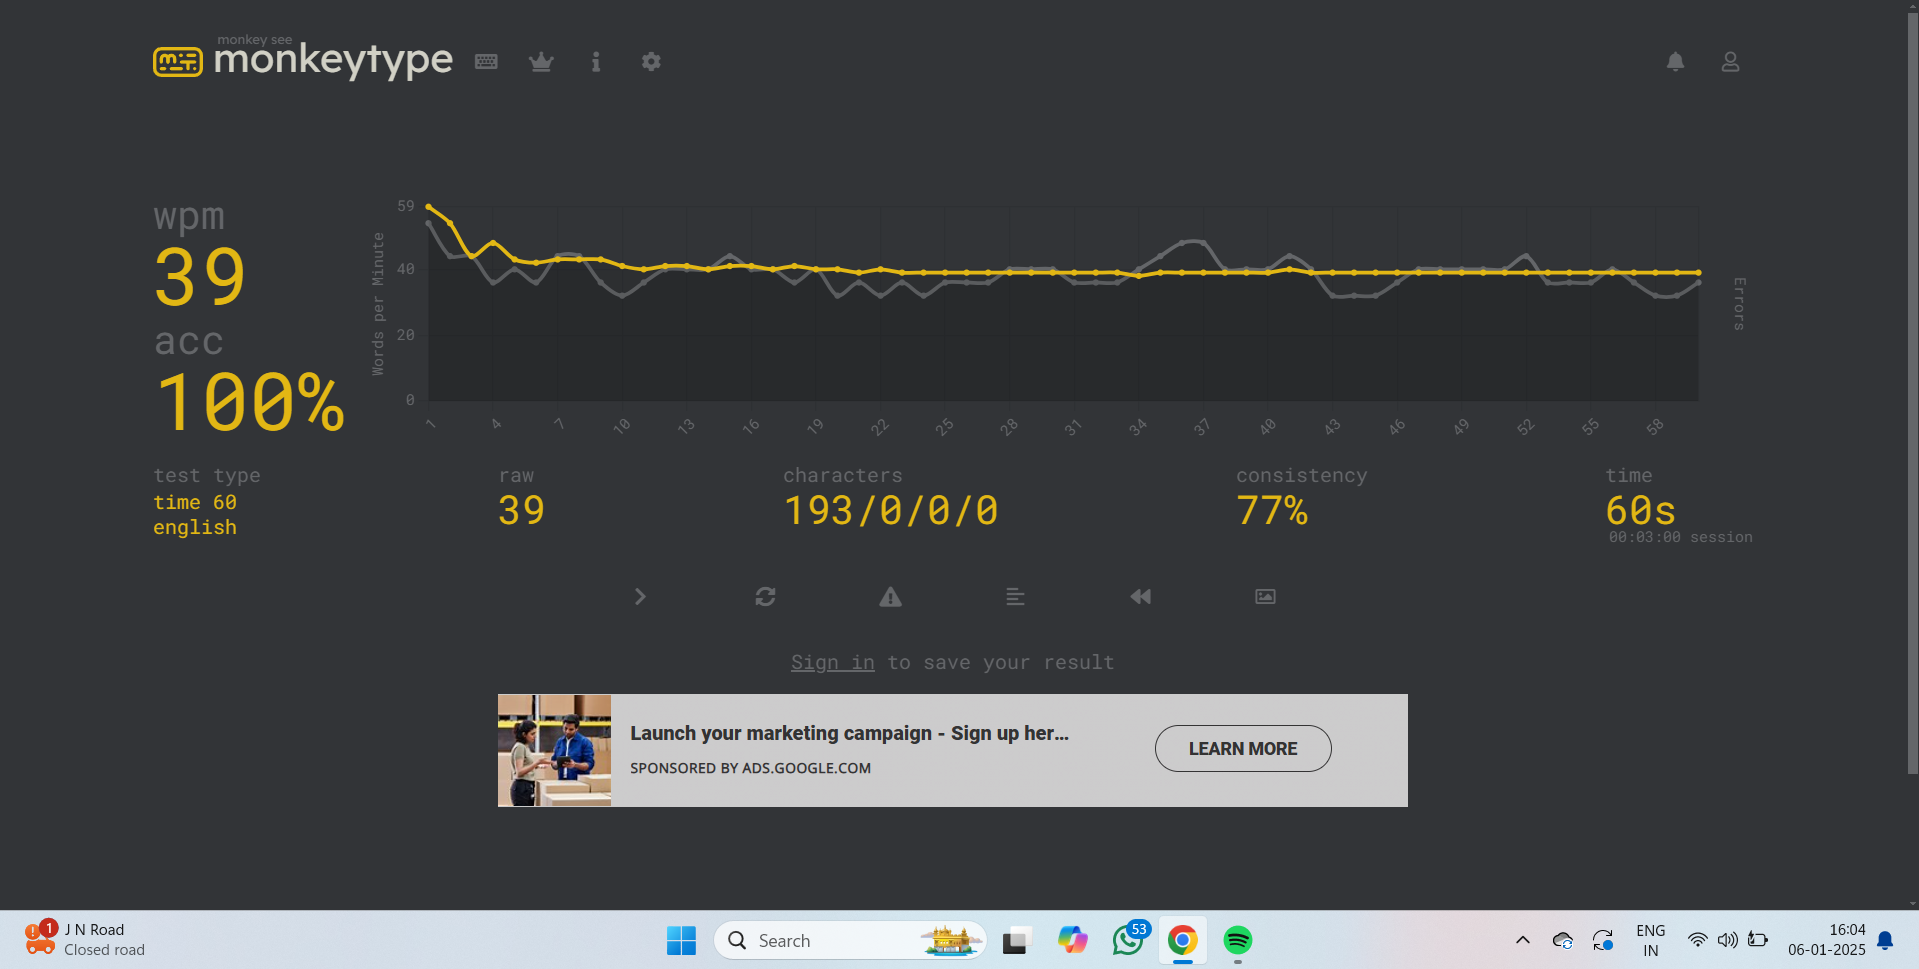 monkey see
monkeytype
wpm
39
acc
100%
Words per Minute
59
40
20
0
1 4 7 10 13 16 19 22 25 28 31 34 37 40 43 46 49 52 55 58
Errors
test type
time 60
english
raw
39
characters
193/0/0/0
consistency
77%
time
60s
00:03:00 session
Sign in to save your result
Launch your marketing campaign - Sign up her...
SPONSORED BY ADS.GOOGLE.COM
LEARN MORE
1
J N Road
Closed road
Search
53
ENG
IN
16:04
06-01-2025